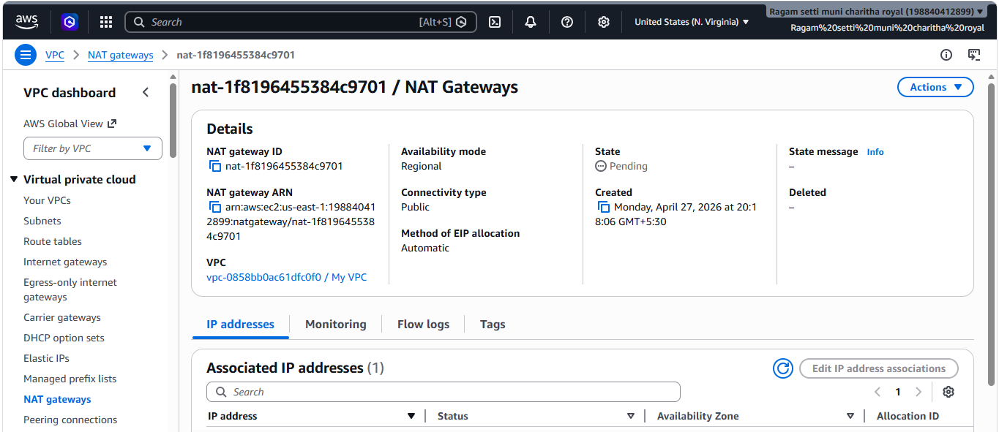 aws
Search
[Alt+S]
United States (N. Virginia)
Ragam setti muni charitha royal (198840412899)
Ragam%20setti%20muni%20charitha%20royal
VPC
NAT gateways
nat-1f8196455384c9701
VPC dashboard
AWS Global View
Filter by VPC
Virtual private cloud
Your VPCs
Subnets
Route tables
Internet gateways
Egress-only internet
gateways
Carrier gateways
DHCP option sets
Elastic IPs
Managed prefix lists
NAT gateways
Peering connections
nat-1f8196455384c9701 / NAT Gateways
Actions
Details
NAT gateway ID
nat-1f8196455384c9701
NAT gateway ARN
arn:aws:ec2:us-east-1:19884041
2899:natgateway/nat-1f819645538
4c9701
VPC
vpc-0858bb0ac61dfc0f0 / My VPC
Availability mode
Regional
Connectivity type
Public
Method of EIP allocation
Automatic
State
Pending
Created
Monday, April 27, 2026 at 20:1
8:06 GMT+5:30
State message Info
–
Deleted
–
IP addresses
Monitoring
Flow logs
Tags
Associated IP addresses (1)
Edit IP address associations
Search
1
IP address
Status
Availability Zone
Allocation ID